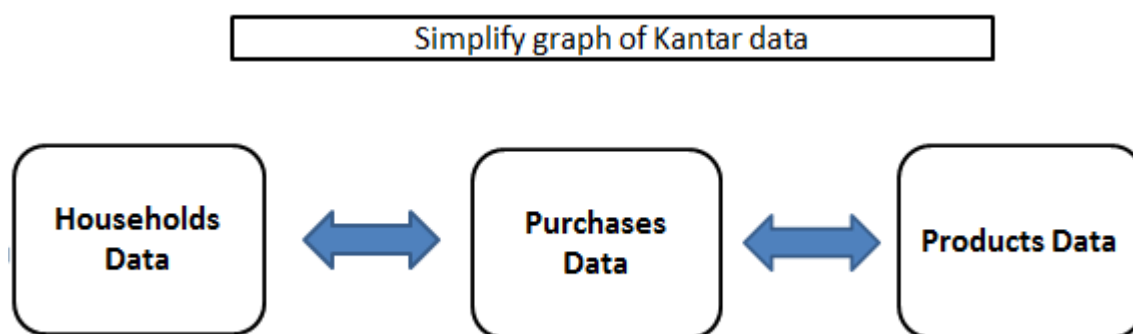 Simplify graph of Kantar data
Households
Data
Purchases
Data
Products Data